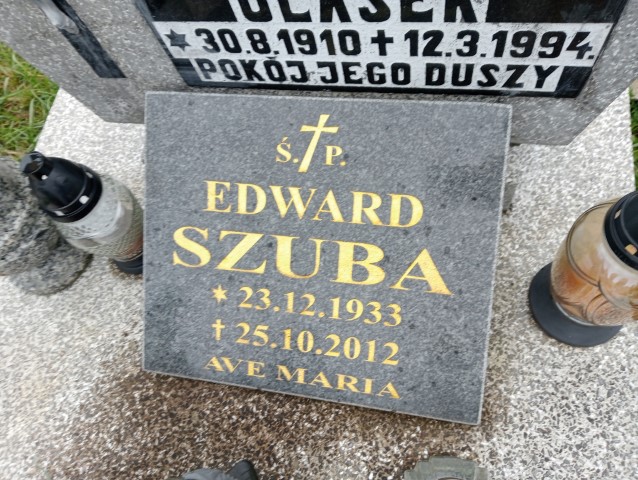 OLASEK
* 30.8.1910 + 12.3.1994.
POKÓJ JEGO DUSZY
Ś. P.
EDWARD
SZUBA
* 23.12.1933
† 25.10.2012
AVE MARIA